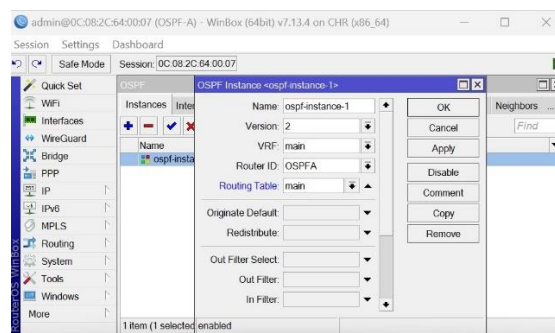 admin@0C:08:2C:64:00:07 (OSPF-A) - WinBox (64bit) v7.13.4 on CHR (x86_64)
Session Settings Dashboard
Safe Mode Session: 0C:08:2C:64:00:07
Quick Set
WiFi
Interfaces
WireGuard
Bridge
PPP
IP
IPv6
MPLS
Routing
System
Tools
Windows
More
RouterOS WinBox
OSPF
Instances Inter
Neighbors ...
Find
Name
ospf-insta
1 item (1 selected
OSPF Instance <ospf-instance-1>
Name: ospf-instance-1
Version: 2
VRF: main
Router ID: OSPFA
Routing Table: main
Originate Default:
Redistribute:
Out Filter Select:
Out Filter:
In Filter:
enabled
OK
Cancel
Apply
Disable
Comment
Copy
Remove